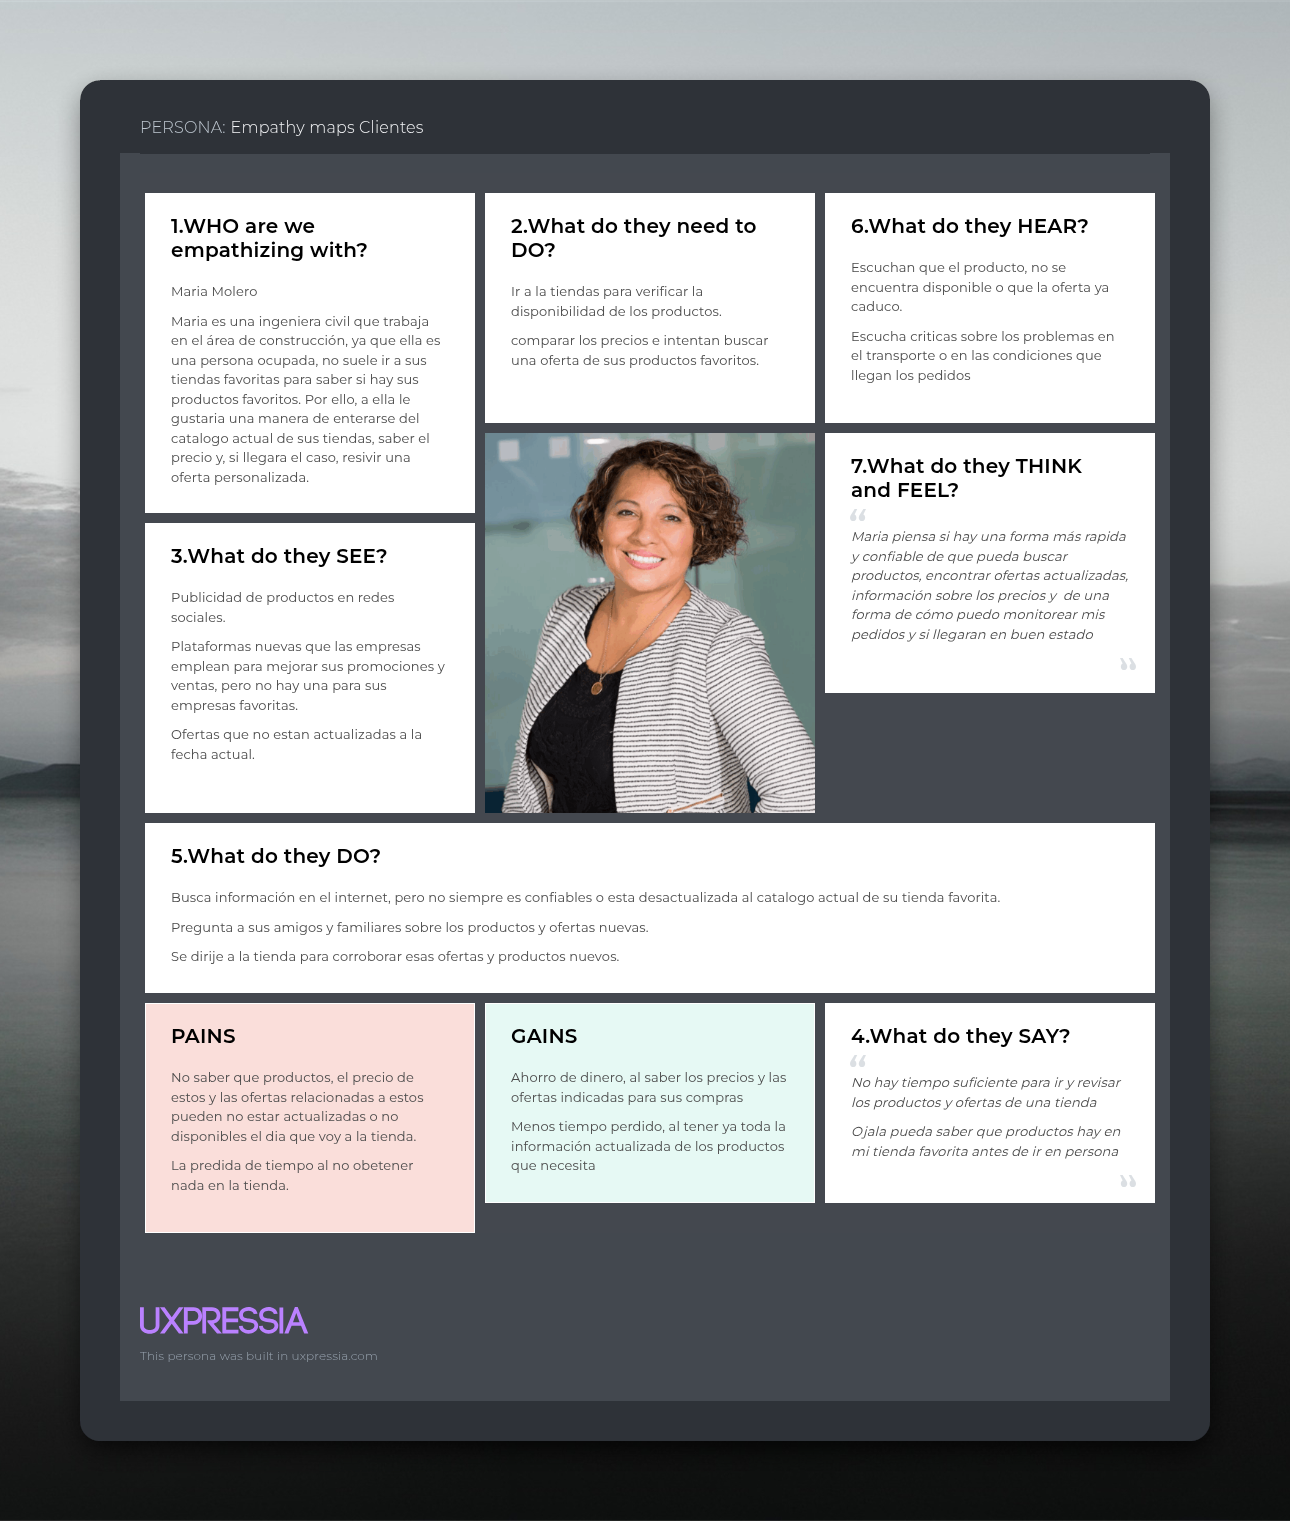 PERSONA: Empathy maps Clientes
1.WHO are we
empathizing with?
Maria Molero
Maria es una ingeniera civil que trabaja
en el área de construcción, ya que ella es
una persona ocupada, no suele ir a sus
tiendas favoritas para saber si hay sus
productos favoritos. Por ello, a ella le
gustaria una manera de enterarse del
catalogo actual de sus tiendas, saber el
precio y, si llegara el caso, resivir una
oferta personalizada.
2.What do they need to
DO?
Ir a la tiendas para verificar la
disponibilidad de los productos.
comparar los precios e intentan buscar
una oferta de sus productos favoritos.
6.What do they HEAR?
Escuchan que el producto, no se
encuentra disponible o que la oferta ya
caduco.
Escucha criticas sobre los problemas en
el transporte o en las condiciones que
llegan los pedidos
3.What do they SEE?
Publicidad de productos en redes
sociales.
Plataformas nuevas que las empresas
emplean para mejorar sus promociones y
ventas, pero no hay una para sus
empresas favoritas.
Ofertas que no estan actualizadas a la
fecha actual.
7.What do they THINK
and FEEL?
“
Maria piensa si hay una forma más rapida
y confiable de que pueda buscar
productos, encontrar ofertas actualizadas,
información sobre los precios y  de una
forma de cómo puedo monitorear mis
pedidos y si llegaran en buen estado
”
5.What do they DO?
Busca información en el internet, pero no siempre es confiables o esta desactualizada al catalogo actual de su tienda favorita.
Pregunta a sus amigos y familiares sobre los productos y ofertas nuevas.
Se dirije a la tienda para corroborar esas ofertas y productos nuevos.
PAINS
No saber que productos, el precio de
estos y las ofertas relacionadas a estos
pueden no estar actualizadas o no
disponibles el dia que voy a la tienda.
La predida de tiempo al no obetener
nada en la tienda.
GAINS
Ahorro de dinero, al saber los precios y las
ofertas indicadas para sus compras
Menos tiempo perdido, al tener ya toda la
información actualizada de los productos
que necesita
4.What do they SAY?
“
No hay tiempo suficiente para ir y revisar
los productos y ofertas de una tienda
Ojala pueda saber que productos hay en
mi tienda favorita antes de ir en persona
”
UXPRESSIA
This persona was built in uxpressia.com